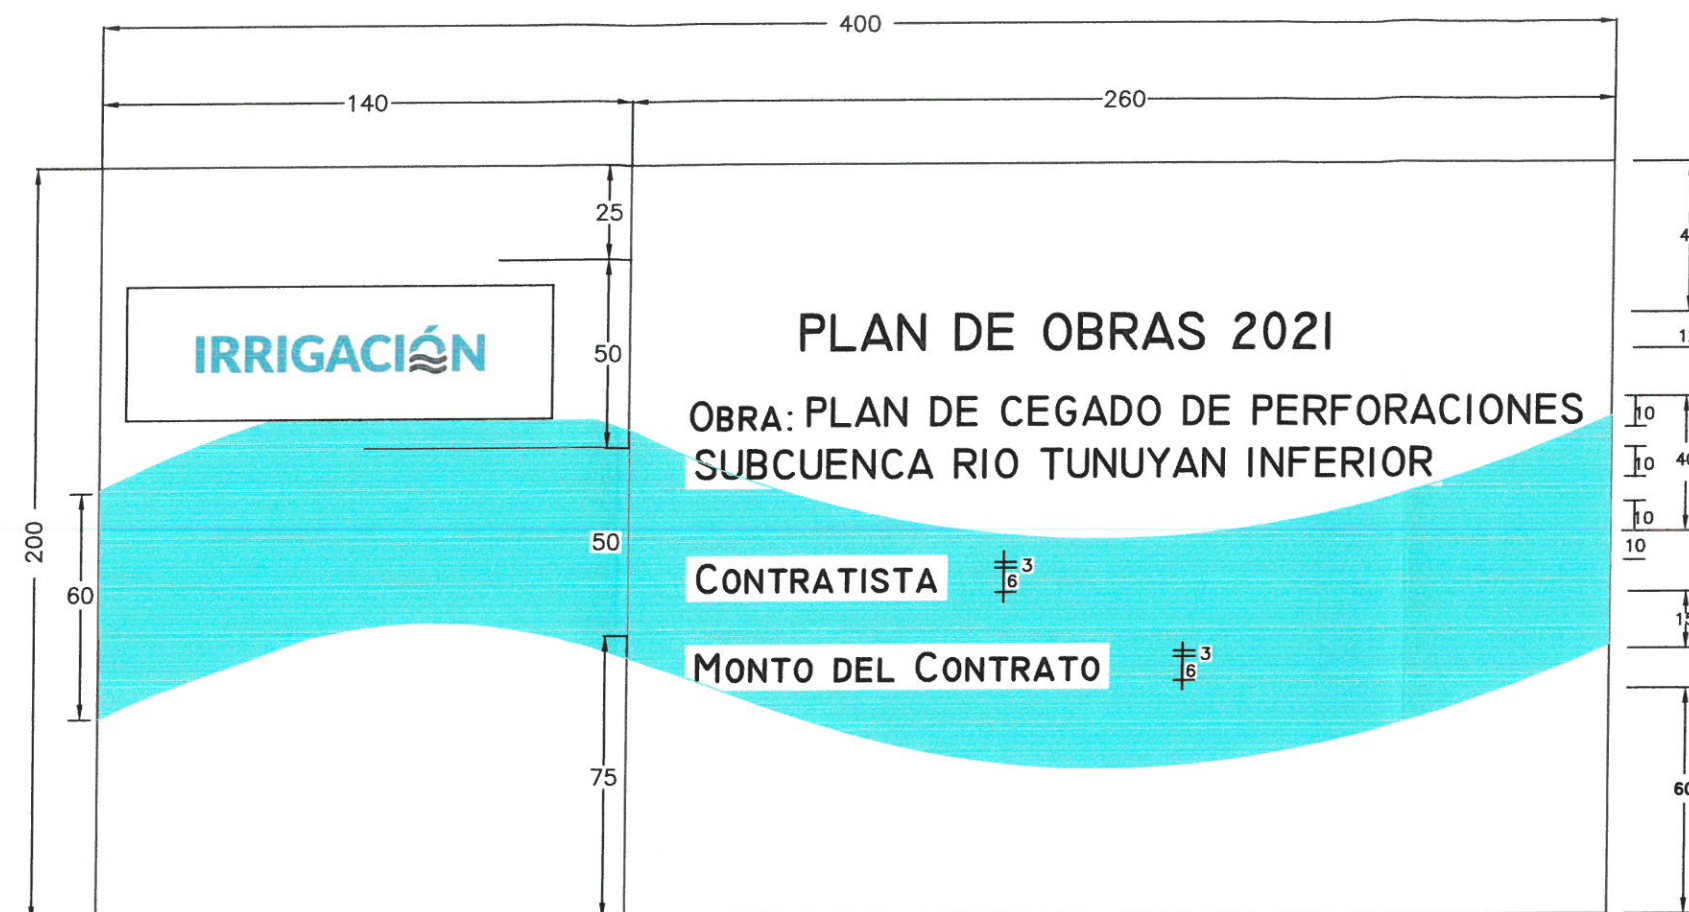 400
140
260
25
50
IRRIGACIÓN
PLAN DE OBRAS 2021
OBRA: PLAN DE CEGADO DE PERFORACIONES
SUBCUENCA RIO TUNUYAN INFERIOR
10
10
10
10
200
60
50
CONTRATISTA
3
6
MONTO DEL CONTRATO
3
6
75